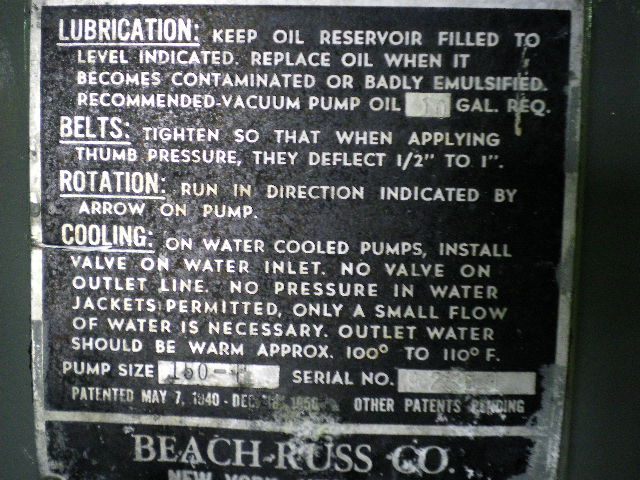 LUBRICATION: KEEP OIL RESERVOIR FILLED TO
LEVEL INDICATED. REPLACE OIL WHEN IT
BECOMES CONTAMINATED OR BADLY EMULSIFIED.
RECOMMENDED-VACUUM PUMP OIL GAL. REQ.
BELTS: TIGHTEN SO THAT WHEN APPLYING
THUMB PRESSURE, THEY DEFLECT 1/2" TO 1".
ROTATION: RUN IN DIRECTION INDICATED BY
ARROW ON PUMP.
COOLING: ON WATER COOLED PUMPS, INSTALL
VALVE ON WATER INLET. NO VALVE ON
OUTLET LINE. NO PRESSURE IN WATER
JACKETS PERMITTED, ONLY A SMALL FLOW
OF WATER IS NECESSARY. OUTLET WATER
SHOULD BE WARM APPROX. 100° TO 110° F.
PUMP SIZE SERIAL NO.
PATENTED MAY 7, 1940 - OTHER PATENTS PENDING
BEACH-RUSS CO.
NEW YORK